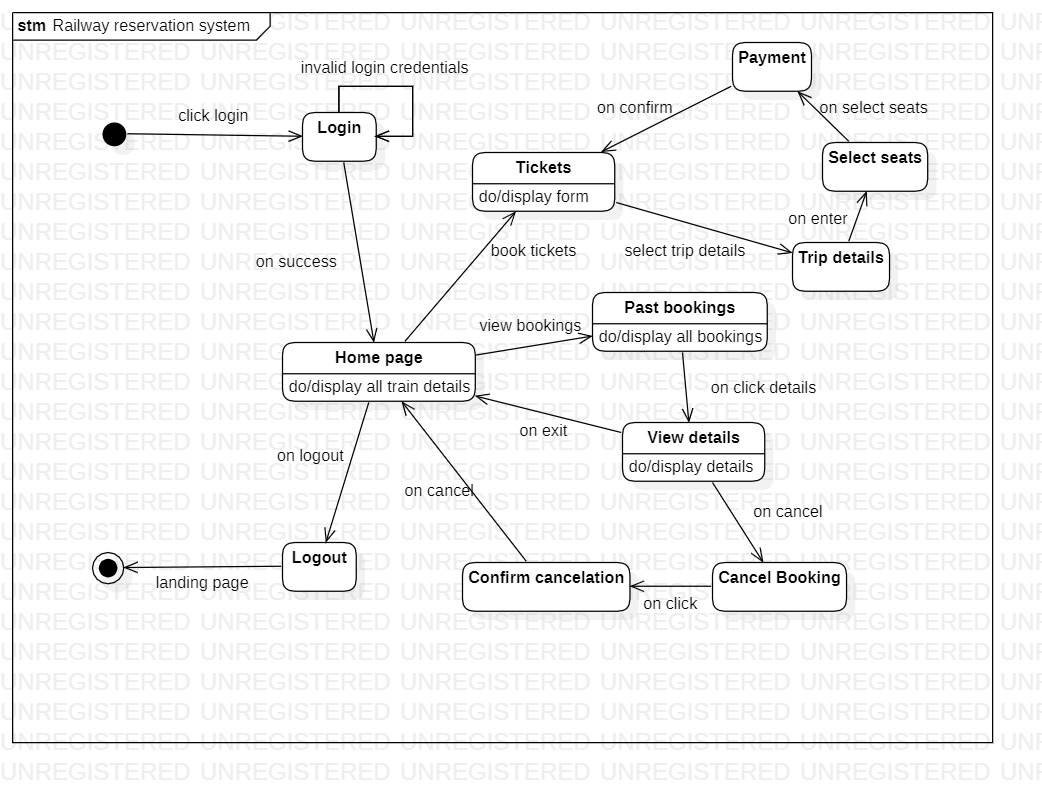 stm Railway reservation system
invalid login credentials
click login
Login
Payment
on confirm
on select seats
Tickets
do/display form
Select seats
on enter
book tickets
select trip details
Trip details
on success
Past bookings
do/display all bookings
view bookings
Home page
do/display all train details
on click details
on exit
View details
do/display details
on logout
on cancel
on cancel
Logout
landing page
Confirm cancelation
on click
Cancel Booking
UNREGISTERED